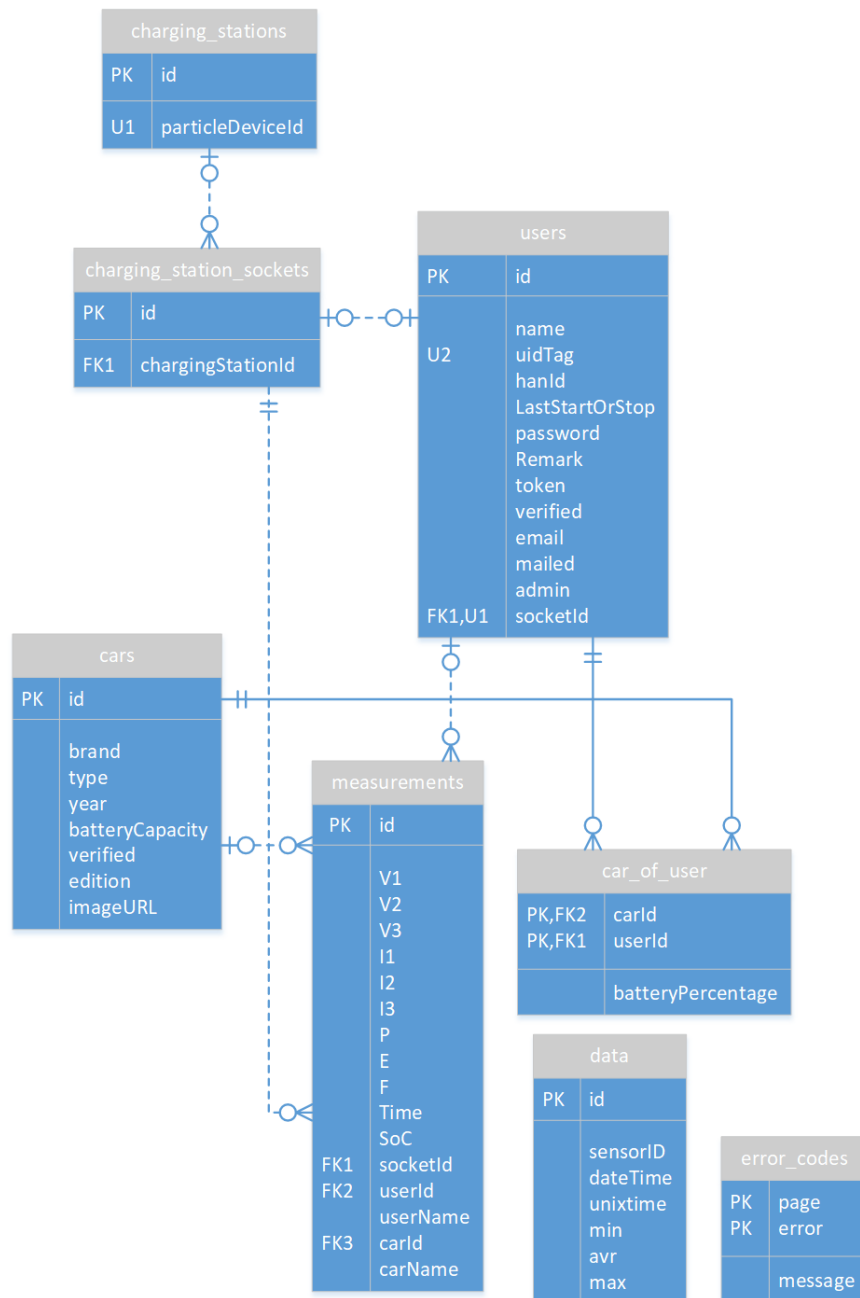 charging_stations
PK id
U1 particleDeviceId
charging_station_sockets
PK id
FK1 chargingStationId
users
PK id
name
U2 uidTag
hanId
LastStartOrStop
password
Remark
token
verified
email
mailed
admin
FK1,U1 socketId
cars
PK id
brand
type
year
batteryCapacity
verified
edition
imageURL
measurements
PK id
V1
V2
V3
I1
I2
I3
P
E
F
Time
SoC
FK1 socketId
FK2 userId
userName
FK3 carId
carName
car_of_user
PK,FK2 carId
PK,FK1 userId
batteryPercentage
data
PK id
sensorID
dateTime
unixtime
min
avr
max
error_codes
PK page
PK error
message